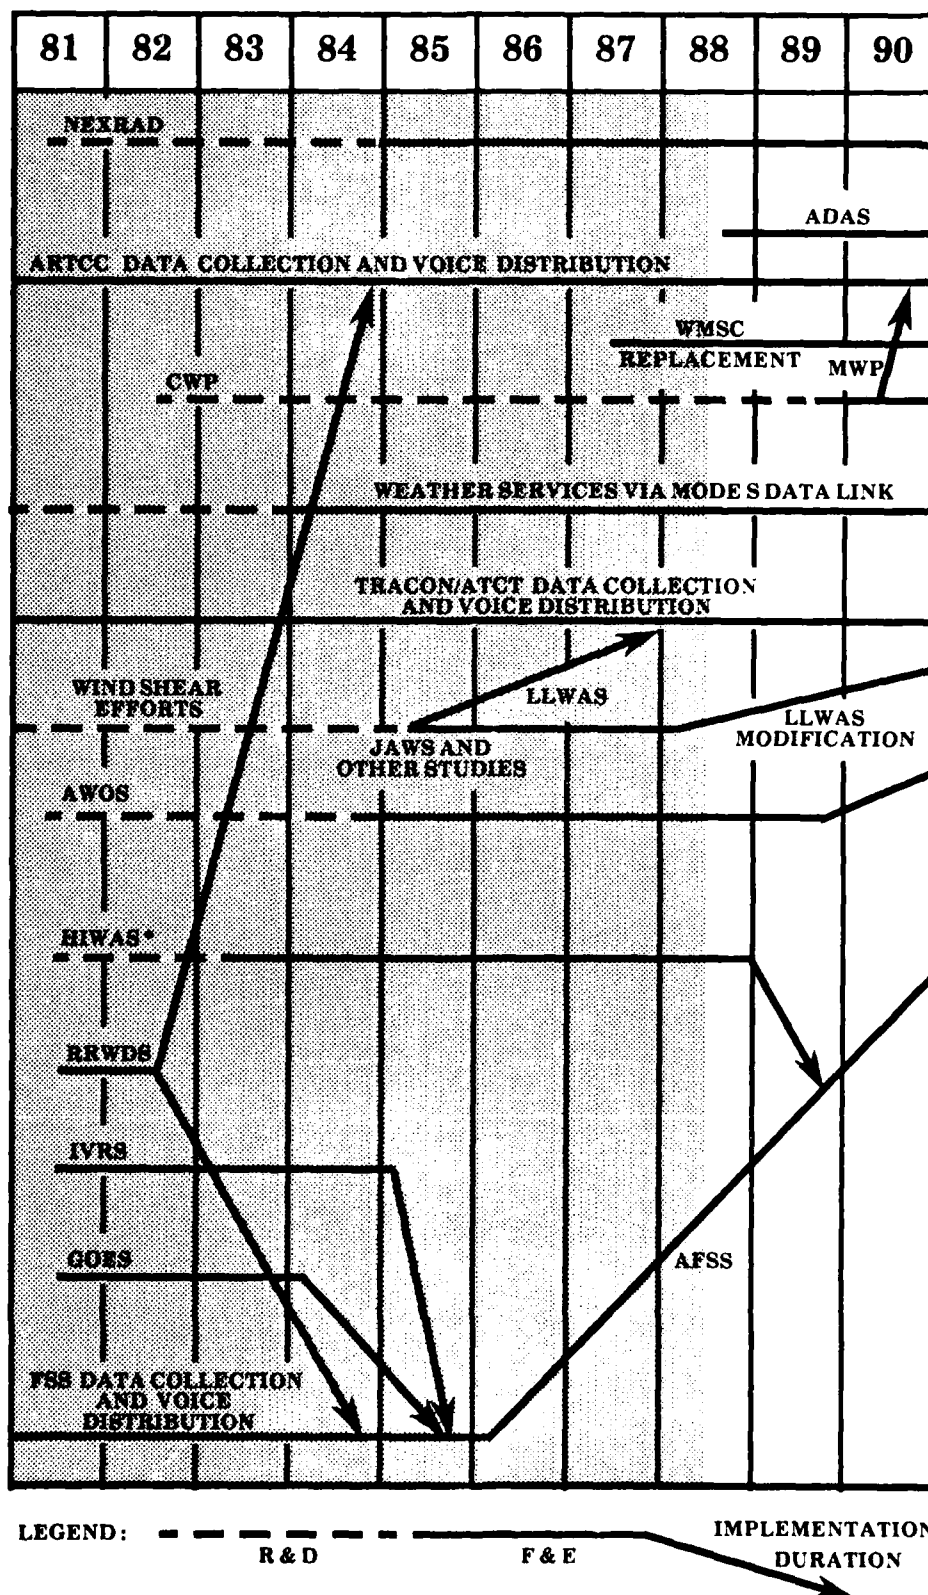 81 82 83 84 85 86 87 88 89 90
NEXRAD
ADAS
ARTCC DATA COLLECTION AND VOICE DISTRIBUTION
WMSC
REPLACEMENT
MWP
CWP
WEATHER SERVICES VIA MODE S DATA LINK
TRACON/ATCT DATA COLLECTION
AND VOICE DISTRIBUTION
WIND SHEAR
EFFORTS
LLWAS
LLWAS
MODIFICATION
JAWS AND
OTHER STUDIES
AWOS
HIWAS*
RRWDS
IVRS
GOES
AFSS
FSS DATA COLLECTION
AND VOICE
DISTRIBUTION
LEGEND:
R & D
F & E
IMPLEMENTATION
DURATION